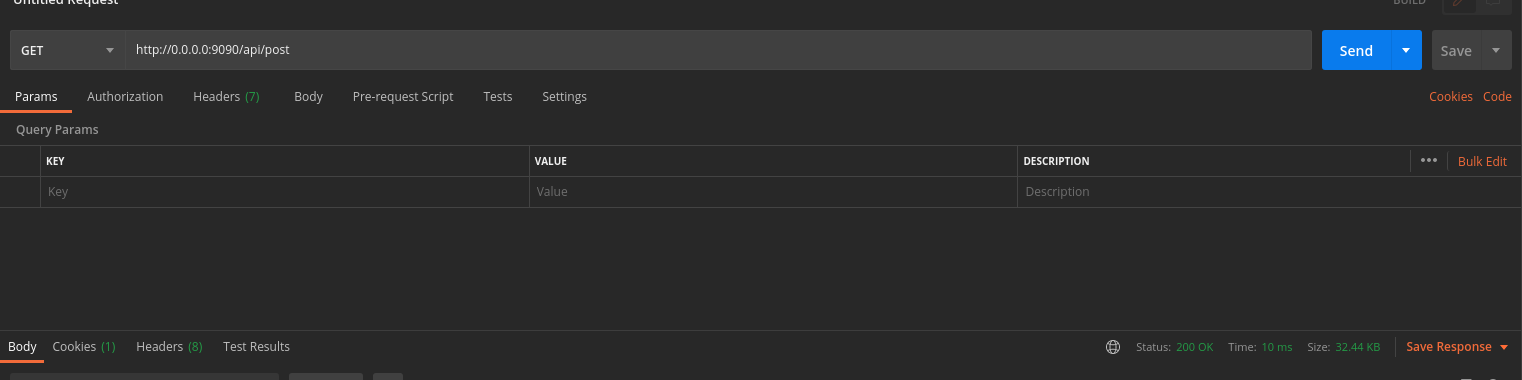 Untitled Request BUILD
GET http://0.0.0.0:9090/api/post Send Save
Params Authorization Headers (7) Body Pre-request Script Tests Settings Cookies Code
Query Params
KEY VALUE DESCRIPTION ••• Bulk Edit
Key Value Description
Body Cookies (1) Headers (8) Test Results Status: 200 OK Time: 10 ms Size: 32.44 KB Save Response